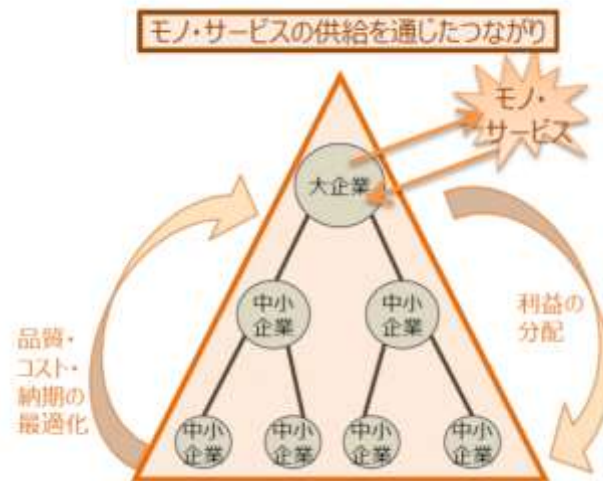 モノ・サービスの供給を通じたつながり
モノ・
サービス
大企業
中小
企業
中小
企業
利益の
分配
品質・
コスト・
納期の
最適化
中小
企業
中小
企業
中小
企業
中小
企業